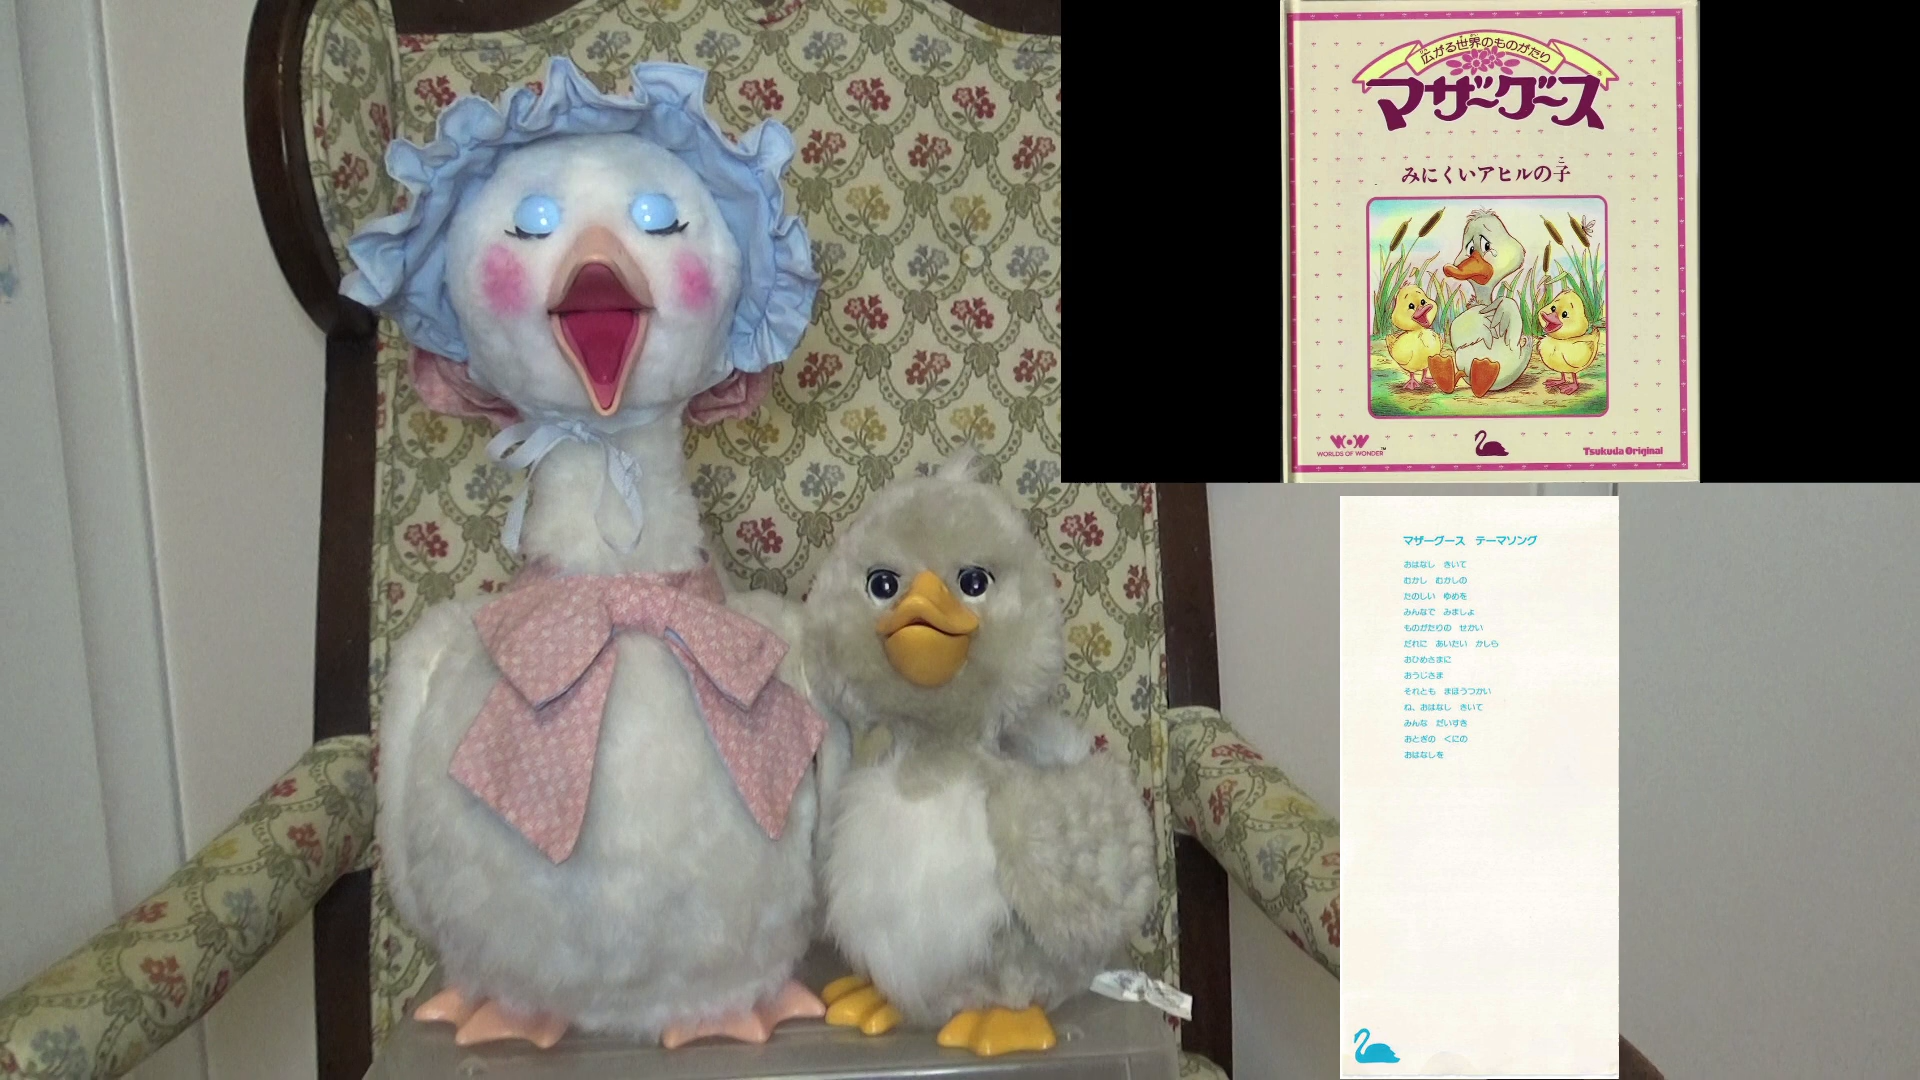 広がる世界のものがたり
マザーグース
みにくいアヒルの子
こ
WOW
WORLDS OF WONDER
TM
Tsukuda Original
マザーグース テーマソング
おはなし きいて
むかし むかしの
たのしい ゆめを
みんなで みましょ
ものがたりの せかい
だれに あいたい かしら
おひめさまに
おうじさま
それとも まほうつかい
ね、おはなし きいて
みんな だいすき
おとぎの くにの
おはなしを